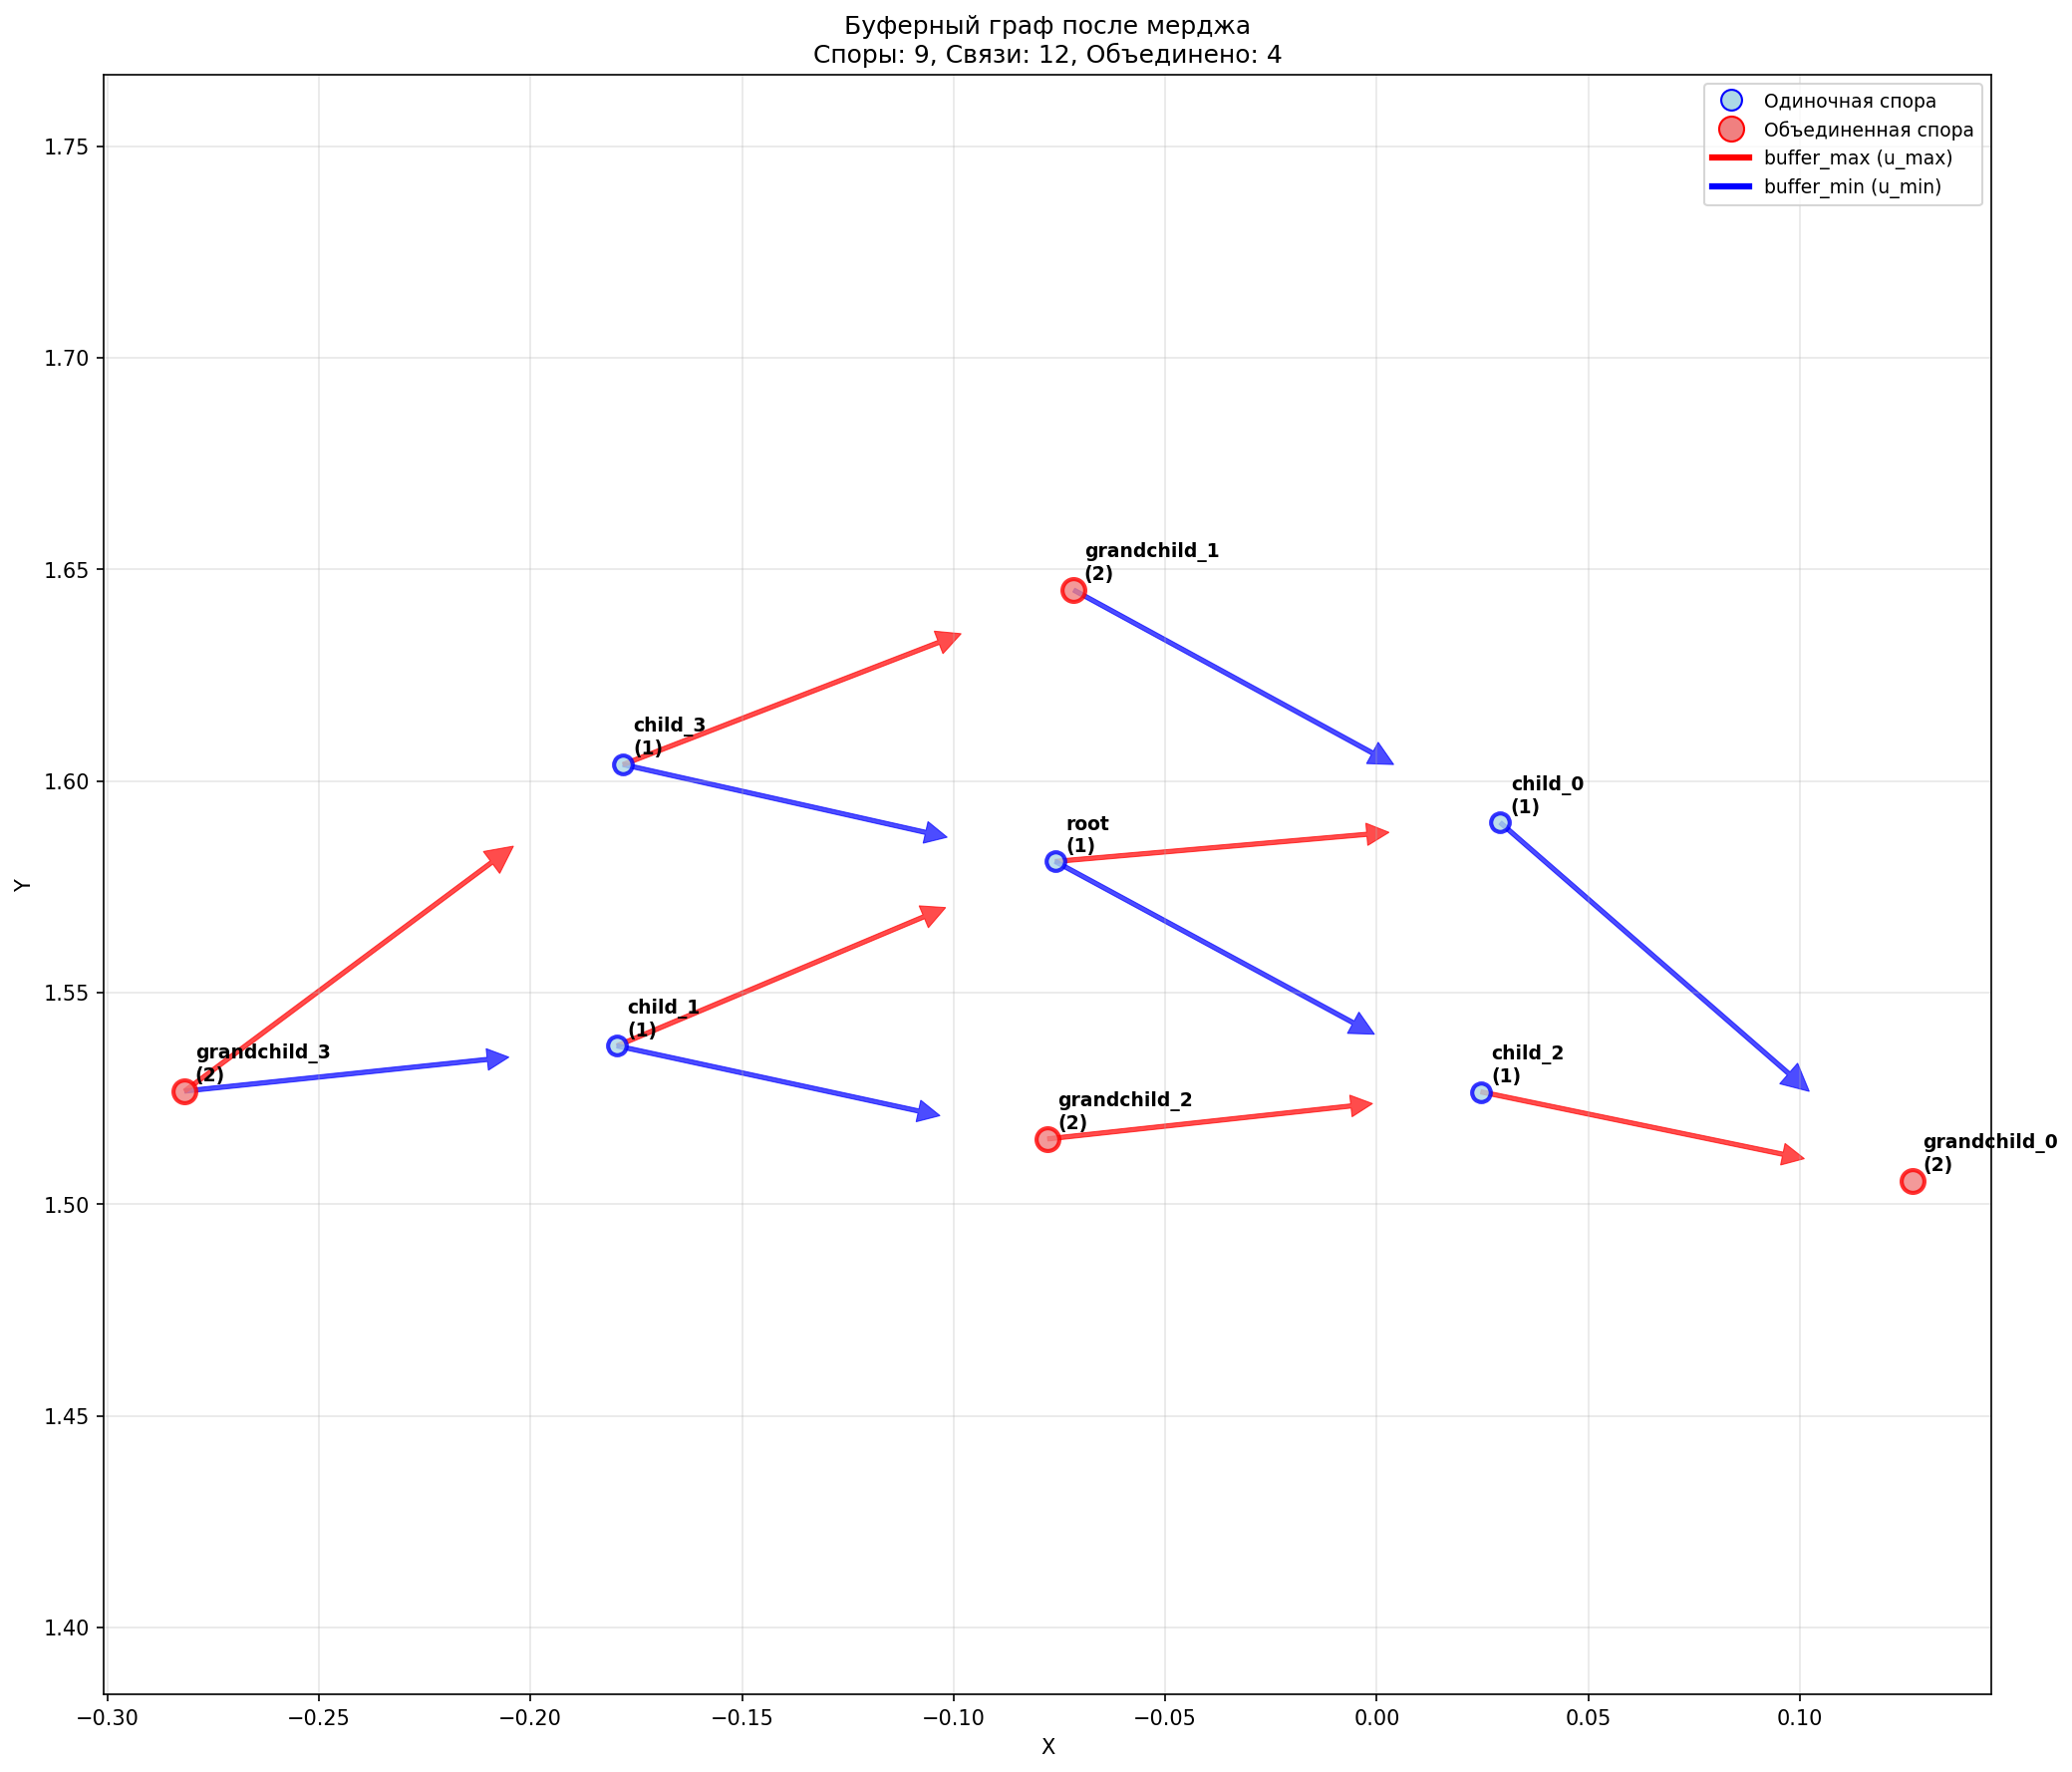 Буферный граф после мерджа
Споры: 9, Связи: 12, Объединено: 4
Одиночная спора
Объединенная спора
buffer_max (u_max)
buffer_min (u_min)
1.75
1.70
1.65
1.60
1.55
1.50
1.45
1.40
Y
grandchild_1
(2)
child_3
(1)
child_0
(1)
root
(1)
child_1
(1)
grandchild_3
(2)
child_2
(1)
grandchild_2
(2)
grandchild_0
(2)
−0.30
−0.25
−0.20
−0.15
−0.10
−0.05
0.00
0.05
0.10
X